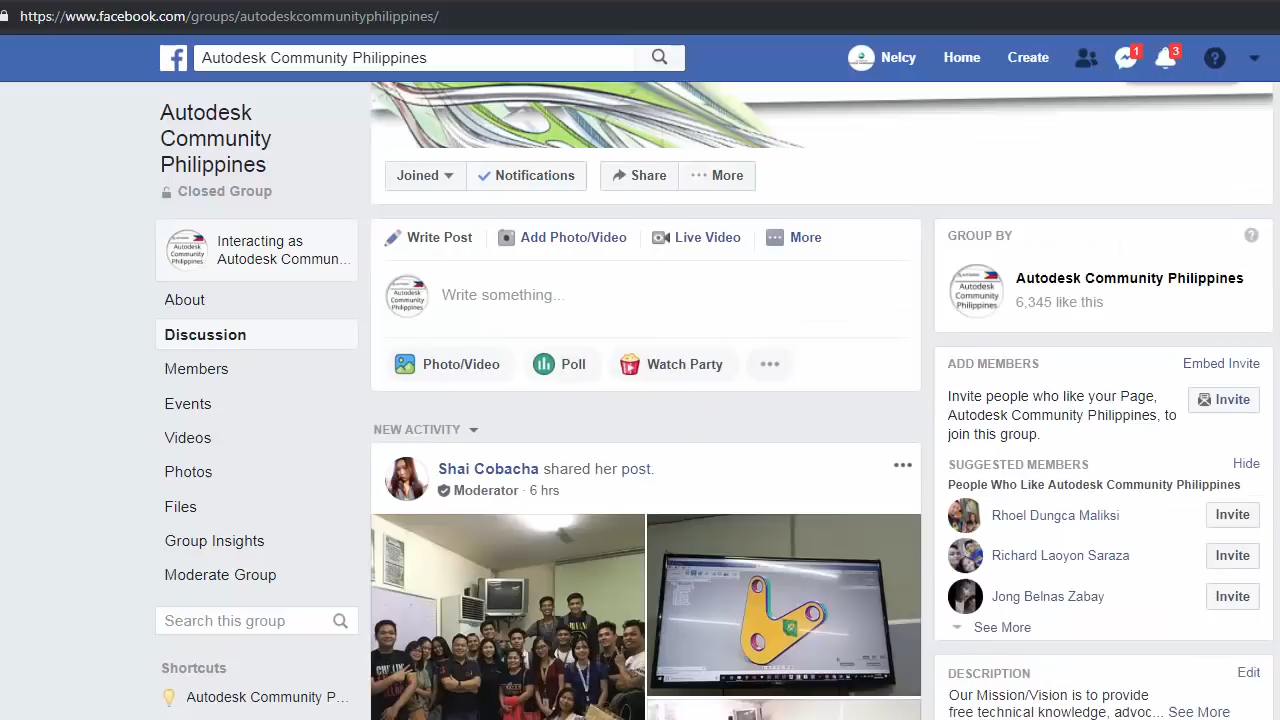 https://www.facebook.com/groups/autodeskcommunityphilippines/
Autodesk Community Philippines
Nelcy
Home
Create
1
3
Autodesk
Community
Philippines
Closed Group
Interacting as
Autodesk Commun...
About
Discussion
Members
Events
Videos
Photos
Files
Group Insights
Moderate Group
Search this group
Shortcuts
Autodesk Community P...
Joined
Notifications
Share
More
Write Post
Add Photo/Video
Live Video
More
Write something...
Photo/Video
Poll
Watch Party
NEW ACTIVITY
Shai Cobacha shared her post.
Moderator · 6 hrs
GROUP BY
Autodesk
Community
Philippines
Autodesk Community Philippines
6,345 like this
ADD MEMBERS
Embed Invite
Invite people who like your Page,
Autodesk Community Philippines, to
join this group.
Invite
SUGGESTED MEMBERS
Hide
People Who Like Autodesk Community Philippines
Rhoel Dungca Maliksi
Invite
Richard Laoyon Saraza
Invite
Jong Belnas Zabay
Invite
See More
DESCRIPTION
Edit
Our Mission/Vision is to provide
free technical knowledge, advoc... See More